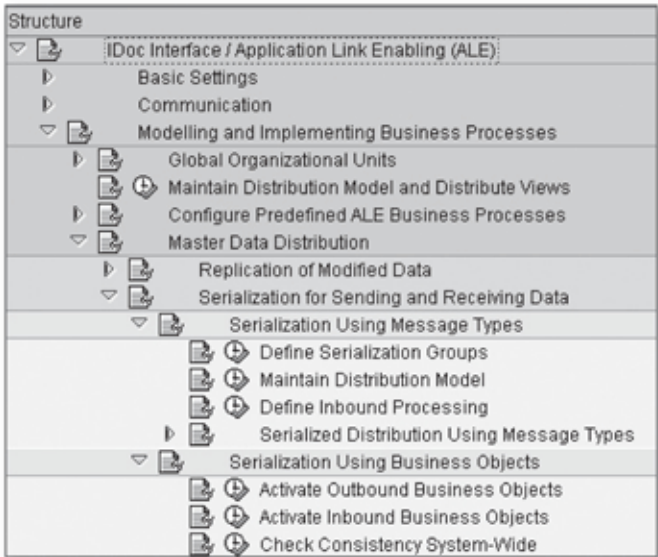 Structure
IDoc Interface / Application Link Enabling (ALE)
Basic Settings
Communication
Modelling and Implementing Business Processes
Global Organizational Units
Maintain Distribution Model and Distribute Views
Configure Predefined ALE Business Processes
Master Data Distribution
Replication of Modified Data
Serialization for Sending and Receiving Data
Serialization Using Message Types
Define Serialization Groups
Maintain Distribution Model
Define Inbound Processing
Serialized Distribution Using Message Types
Serialization Using Business Objects
Activate Outbound Business Objects
Activate Inbound Business Objects
Check Consistency System-Wide